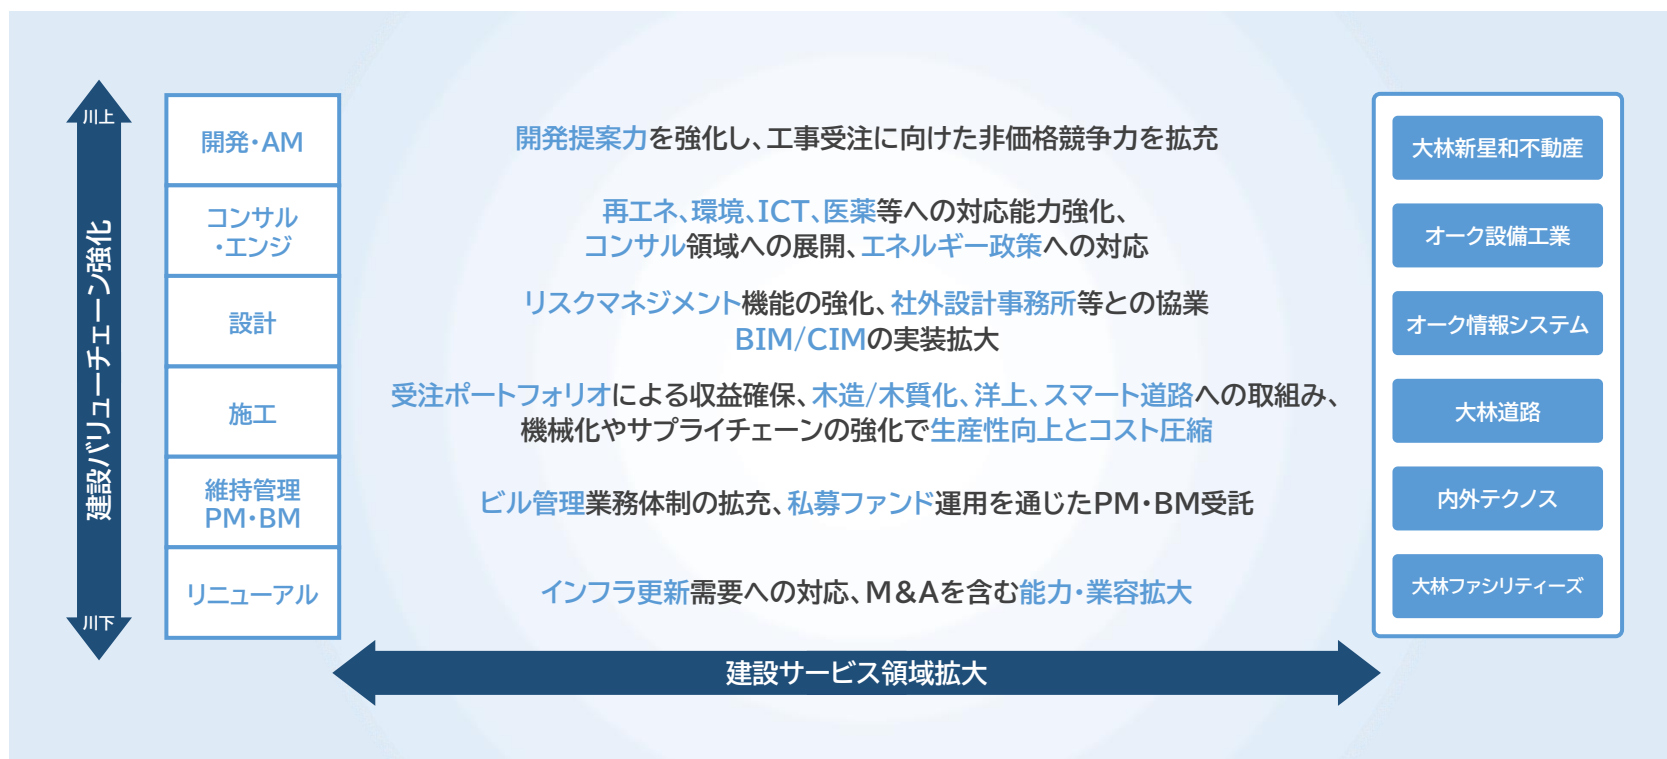 川上
建設バリューチェーン強化
川下
開発・AM
開発提案力を強化し、工事受注に向けた非価格競争力を拡充
コンサル
・エンジ
再エネ、環境、ICT、医薬等への対応能力強化、
コンサル領域への展開、エネルギー政策への対応
設計
リスクマネジメント機能の強化、社外設計事務所等との協業
BIM/CIMの実装拡大
施工
受注ポートフォリオによる収益確保、木造/木質化、洋上、スマート道路への取組み、
機械化やサプライチェーンの強化で生産性向上とコスト圧縮
維持管理
PM・BM
ビル管理業務体制の拡充、私募ファンド運用を通じたPM・BM受託
リニューアル
インフラ更新需要への対応、M&Aを含む能力・業容拡大
大林新星和不動産
オーク設備工業
オーク情報システム
大林道路
内外テクノス
大林ファシリティーズ
建設サービス領域拡大